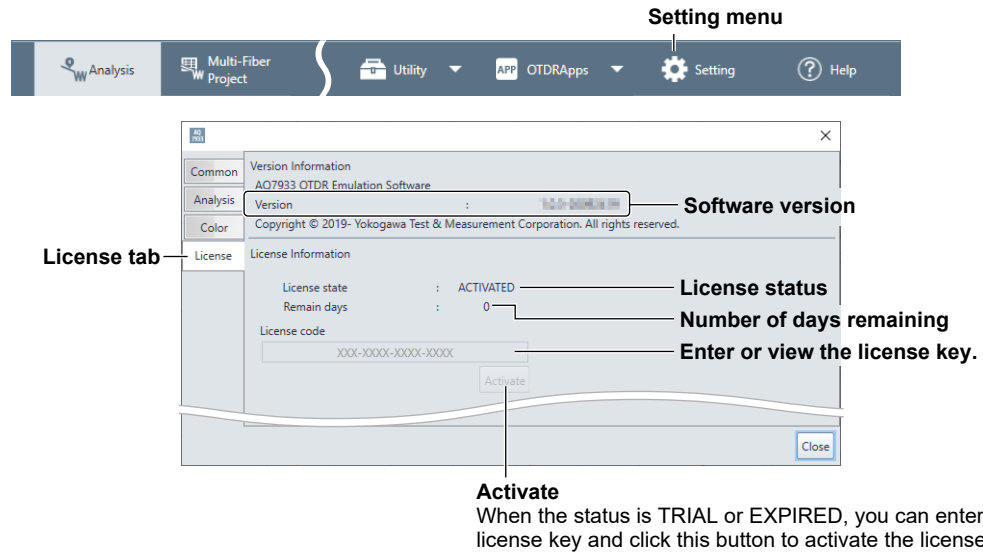 Setting menu
Analysis
Multi-Fiber
Project
Utility
APP OTDRApps
Setting
? Help
AQ
7933
Common
Version Information
AQ7933 OTDR Emulation Software
Analysis
Version :
Software version
Color
Copyright © 2019- Yokogawa Test & Measurement Corporation. All rights reserved.
License tab
License
License Information
License state : ACTIVATED
License status
Remain days : 0
Number of days remaining
License code
XXX-XXXX-XXXX-XXXX
Enter or view the license key.
Activate
Close
Activate
When the status is TRIAL or EXPIRED, you can enter
license key and click this button to activate the license